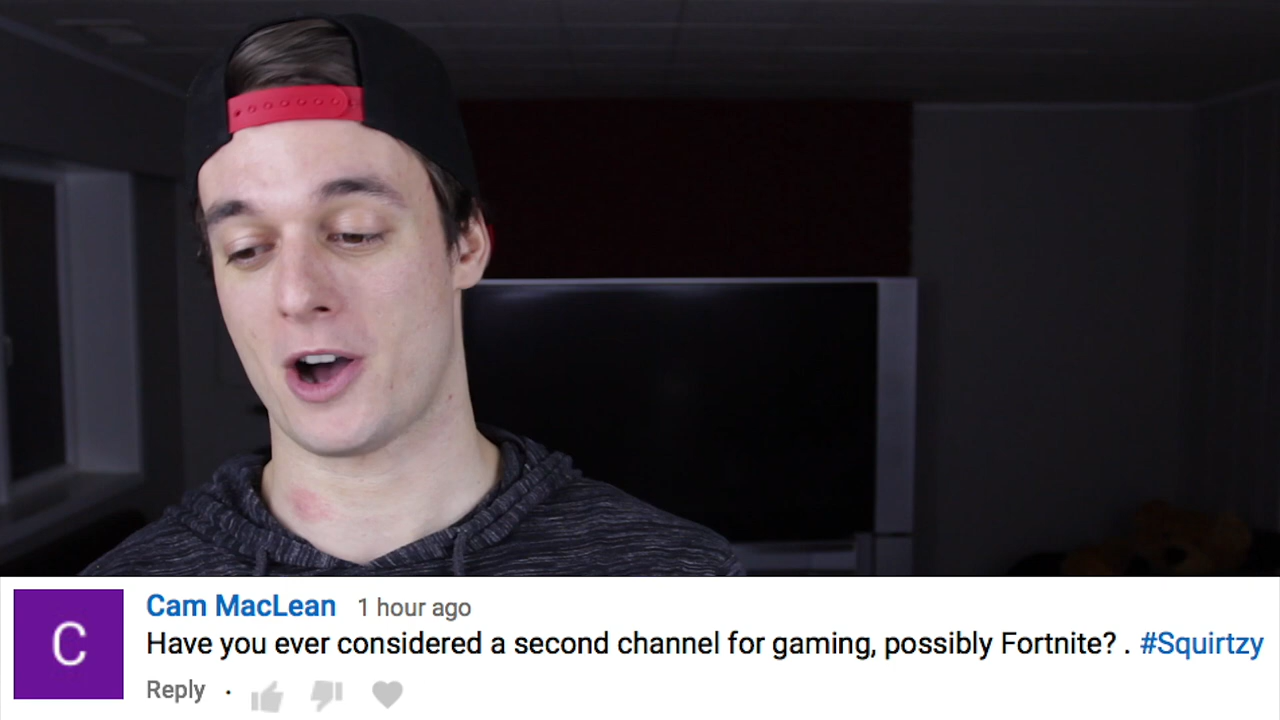 C
Cam MacLean 1 hour ago
Have you ever considered a second channel for gaming, possibly Fortnite? . #Squirtzy
Reply ·